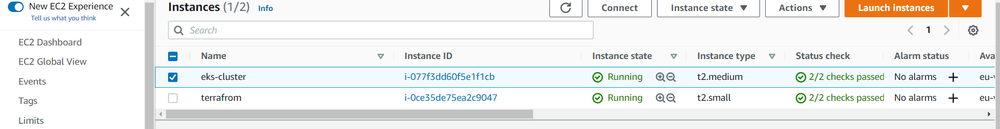 New EC2 Experience
Tell us what you think
EC2 Dashboard
EC2 Global View
Events
Tags
Limits
Instances (1/2) Info
Connect
Instance state
Actions
Launch instances
Search
1
Name Instance ID Instance state Instance type Status check Alarm status Ava
eks-cluster i-077f3dd60f5e1f1cb Running t2.medium 2/2 checks passed No alarms + eu-
terrafrom i-0ce35de75ea2c9047 Running t2.small 2/2 checks passed No alarms + eu-